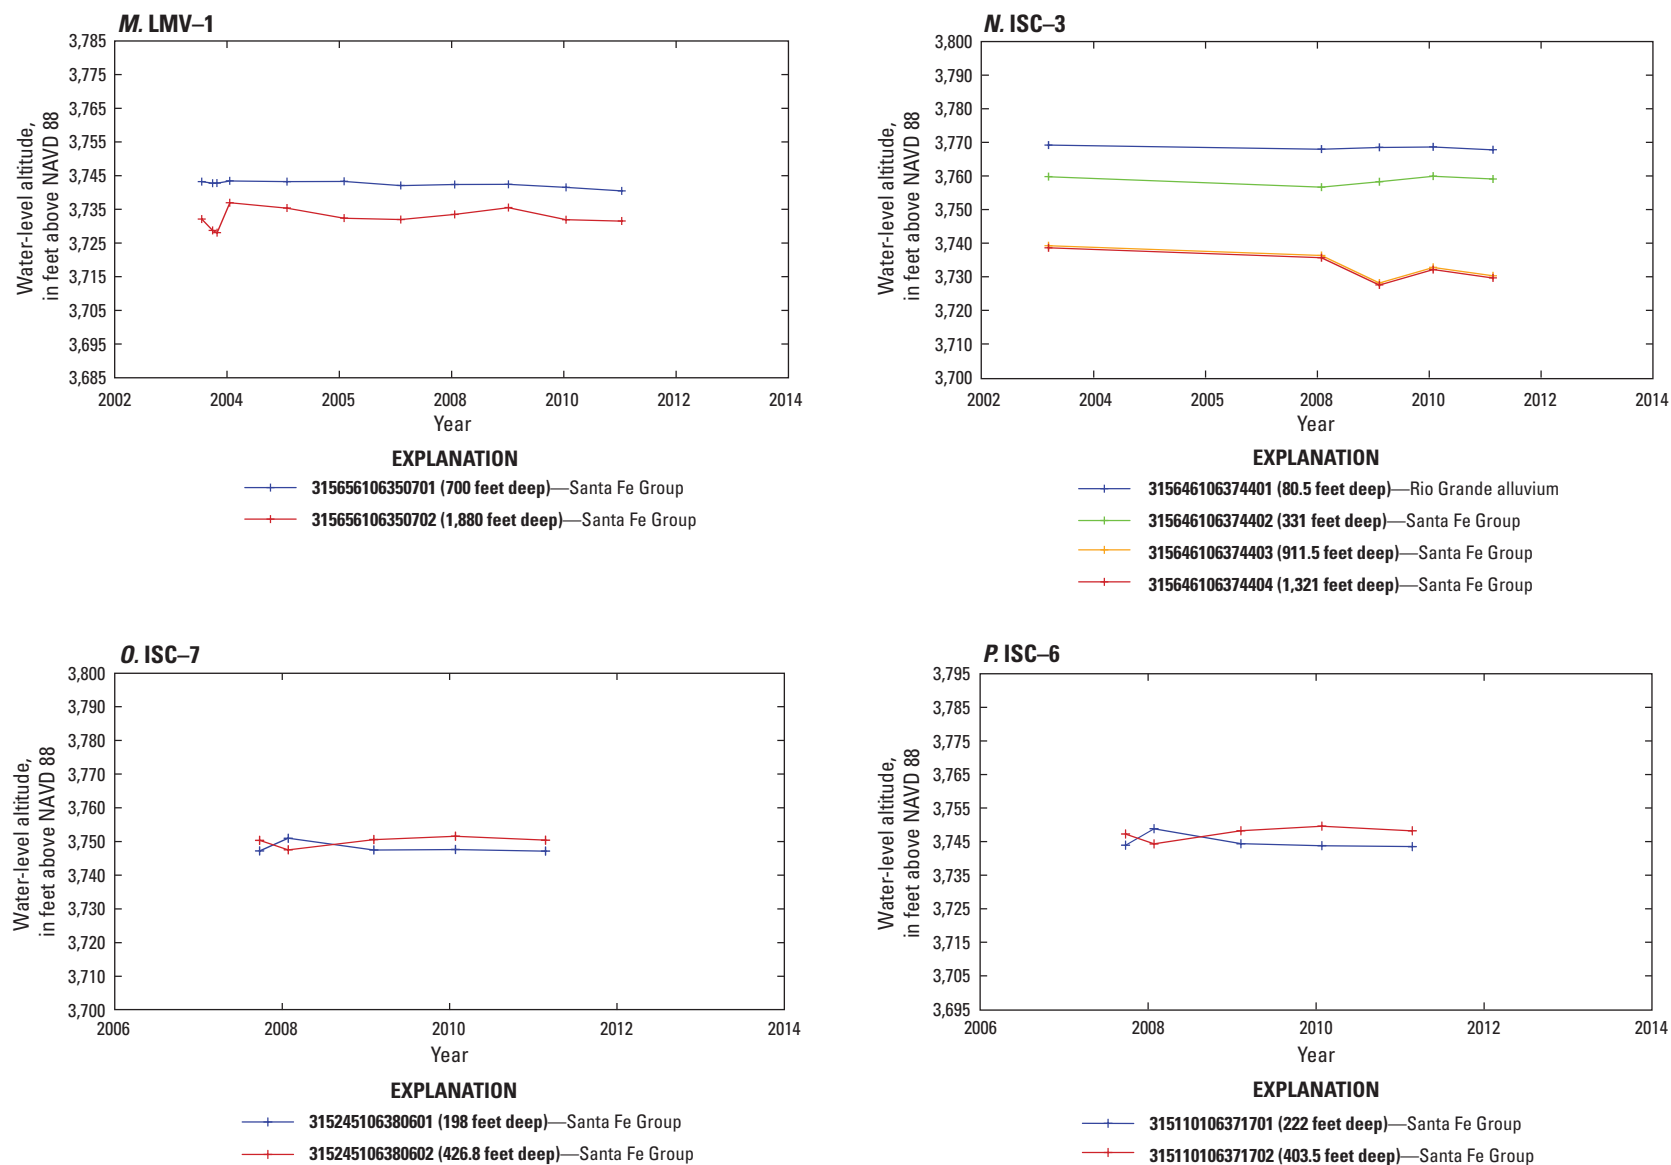 M. LMV–1
3,785
3,775
3,765
3,755
3,745
3,735
3,725
3,715
3,705
3,695
3,685
Water-level altitude,
in feet above NAVD 88
2002 2004 2005 2008 2010 2012 2014
Year
EXPLANATION
315656106350701 (700 feet deep)—Santa Fe Group
315656106350702 (1,880 feet deep)—Santa Fe Group
N. ISC–3
3,800
3,790
3,780
3,770
3,760
3,750
3,740
3,730
3,720
3,710
3,700
Water-level altitude,
in feet above NAVD 88
2002 2004 2005 2008 2010 2012 2014
Year
EXPLANATION
315646106374401 (80.5 feet deep)—Rio Grande alluvium
315646106374402 (331 feet deep)—Santa Fe Group
315646106374403 (911.5 feet deep)—Santa Fe Group
315646106374404 (1,321 feet deep)—Santa Fe Group
O. ISC–7
3,800
3,790
3,780
3,770
3,760
3,750
3,740
3,730
3,720
3,710
3,700
Water-level altitude,
in feet above NAVD 88
2006 2008 2010 2012 2014
Year
EXPLANATION
315245106380601 (198 feet deep)—Santa Fe Group
315245106380602 (426.8 feet deep)—Santa Fe Group
P. ISC–6
3,795
3,785
3,775
3,765
3,755
3,745
3,735
3,725
3,715
3,705
3,695
Water-level altitude,
in feet above NAVD 88
2006 2008 2010 2012 2014
Year
EXPLANATION
315110106371701 (222 feet deep)—Santa Fe Group
315110106371702 (403.5 feet deep)—Santa Fe Group